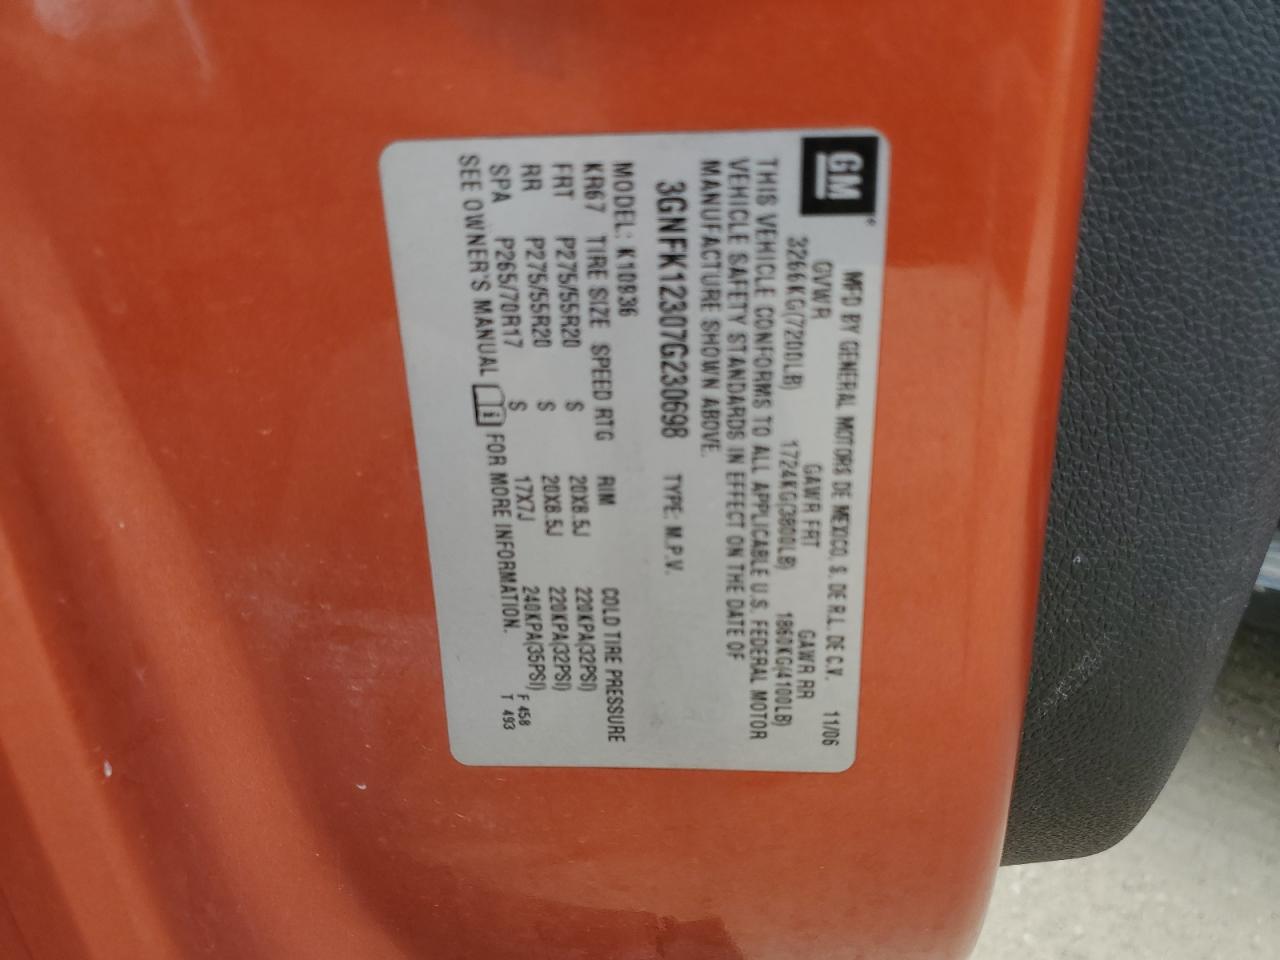 GM®
MFD BY GENERAL MOTORS DE MEXICO, S. DE R.L. DE C.V. 11/06
GVWR GAWR FRT GAWR RR
3266KG(7200LB) 1724KG(3800LB) 1860KG(4100LB)
THIS VEHICLE CONFORMS TO ALL APPLICABLE U.S. FEDERAL MOTOR
VEHICLE SAFETY STANDARDS IN EFFECT ON THE DATE OF
MANUFACTURE SHOWN ABOVE.
3GNFK12307G230698 TYPE: M.P.V.
MODEL: K10936
KR67 TIRE SIZE SPEED RTG RIM COLD TIRE PRESSURE
FRT P275/55R20 S 20X8.5J 220KPA(32PSI)
RR P275/55R20 S 20X8.5J 220KPA(32PSI)
SPA P265/70R17 S 17X7J 240KPA(35PSI) F 458
SEE OWNER'S MANUAL i FOR MORE INFORMATION. T 493